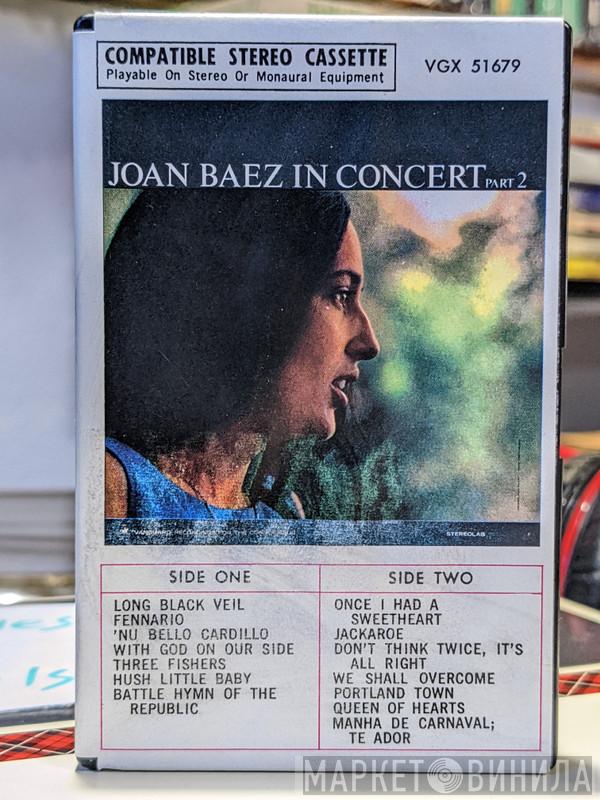 COMPATIBLE STEREO CASSETTE
Playable On Stereo Or Monaural Equipment
VGX 51679
JOAN BAEZ IN CONCERT PART 2
STEREOLAB
SIDE ONE
LONG BLACK VEIL
FENNARIO
'NU BELLO CARDILLO
WITH GOD ON OUR SIDE
THREE FISHERS
HUSH LITTLE BABY
BATTLE HYMN OF THE
REPUBLIC
SIDE TWO
ONCE I HAD A
SWEETHEART
JACKAROE
DON'T THINK TWICE, IT'S
ALL RIGHT
WE SHALL OVERCOME
PORTLAND TOWN
QUEEN OF HEARTS
MANHA DE CARNAVAL;
TE ADOR
МАРКЕТ ВИНИЛА